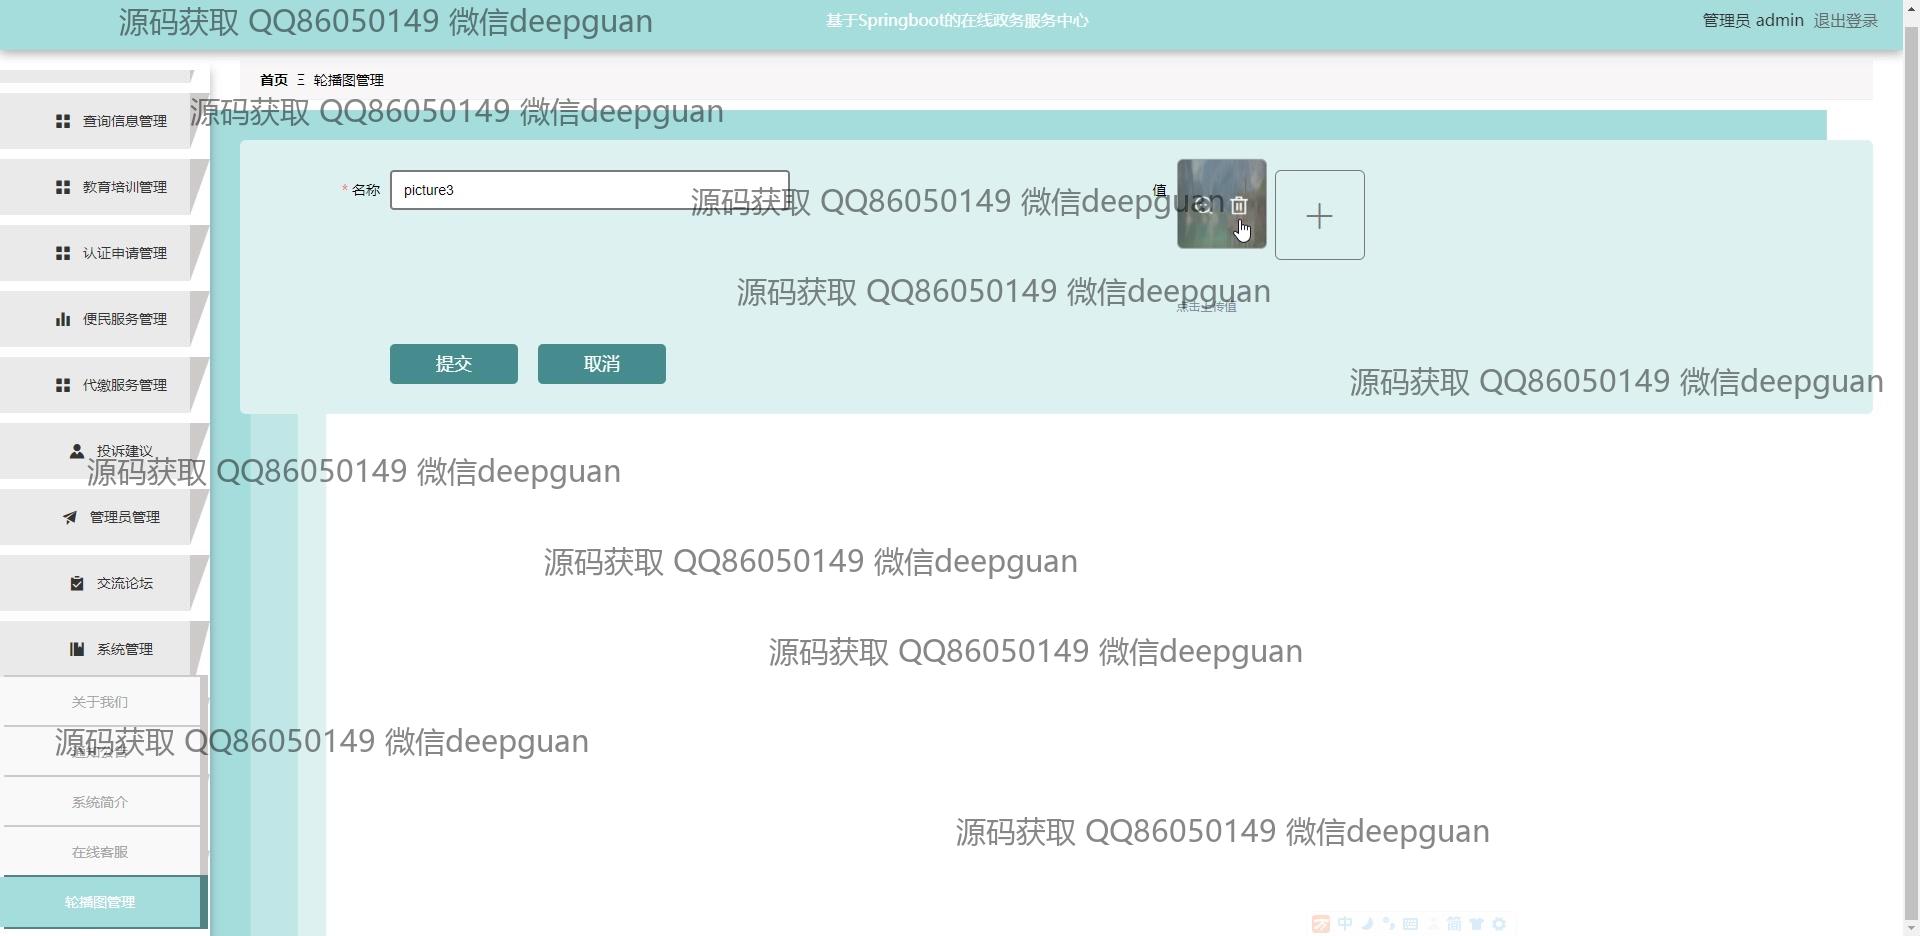 基于Springboot的在线政务服务中心
管理员 admin 退出登录
源码获取 QQ86050149 微信deepguan
首页 Ξ 轮播图管理
源码获取 QQ86050149 微信deepguan
查询信息管理
教育培训管理
认证申请管理
便民服务管理
代缴服务管理
投诉建议
管理员管理
交流论坛
系统管理
关于我们
通知公告
系统简介
在线客服
轮播图管理
* 名称
picture3
值
源码获取 QQ86050149 微信deepguan
源码获取 QQ86050149 微信deepguan
点击上传值
提交
取消
源码获取 QQ86050149 微信deepguan
源码获取 QQ86050149 微信deepguan
源码获取 QQ86050149 微信deepguan
源码获取 QQ86050149 微信deepguan
源码获取 QQ86050149 微信deepguan
源码获取 QQ86050149 微信deepguan
中
简